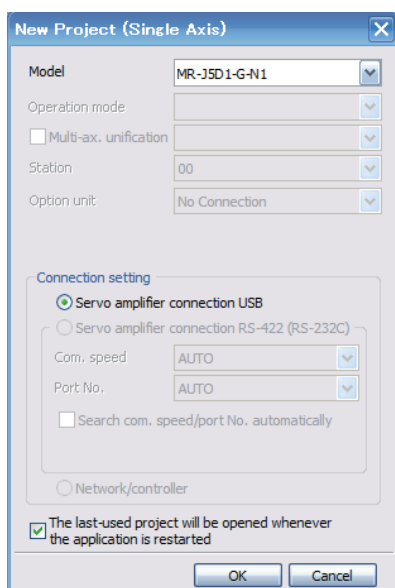 New Project (Single Axis)
Model MR-J5D1-G-N1
Operation mode
Multi-ax. unification
Station 00
Option unit No Connection
Connection setting
Servo amplifier connection USB
Servo amplifier connection RS-422 (RS-232C)
Com. speed AUTO
Port No. AUTO
Search com. speed/port No. automatically
Network/controller
The last-used project will be opened whenever
the application is restarted
OK Cancel